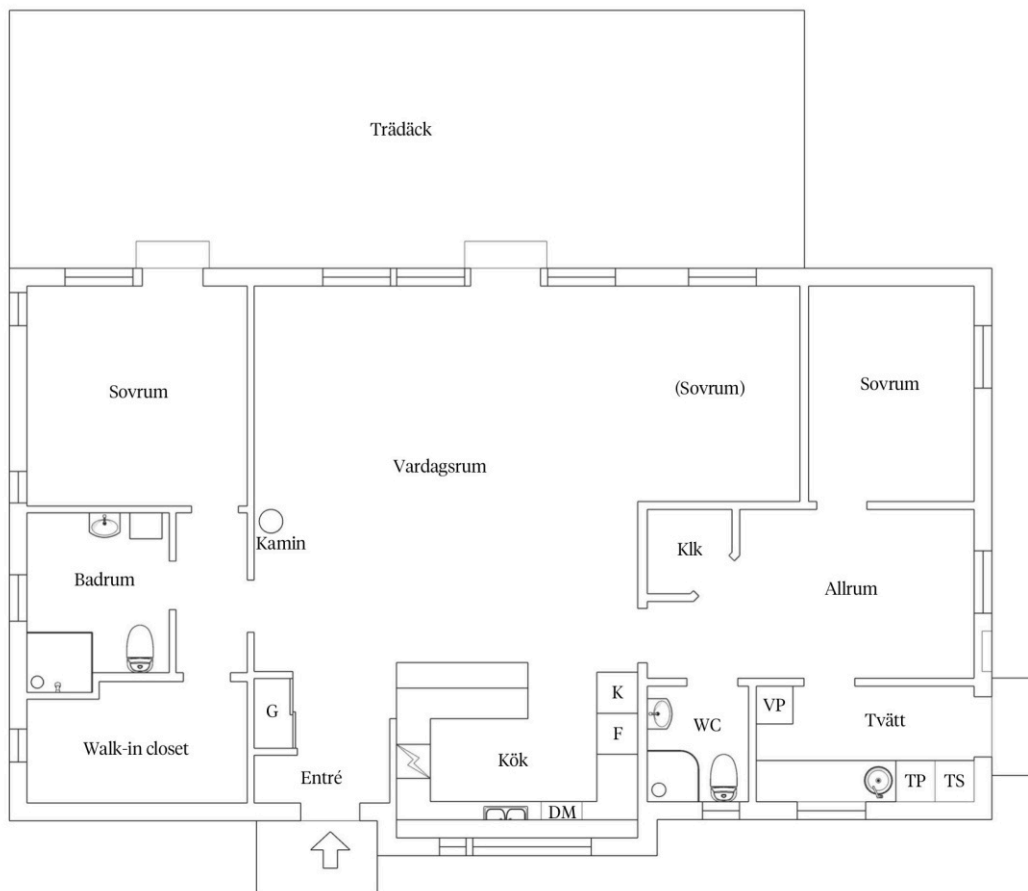 Trädäck
Sovrum
(Sovrum)
Sovrum
Vardagsrum
Kamin
Klk
Badrum
Allrum
K
VP
G
WC
Tvätt
F
Walk-in closet
Kök
Entré
TP
TS
DM